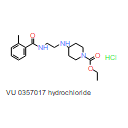 O
NH
NH
N
O
O
HCl
VU 0357017 hydrochloride